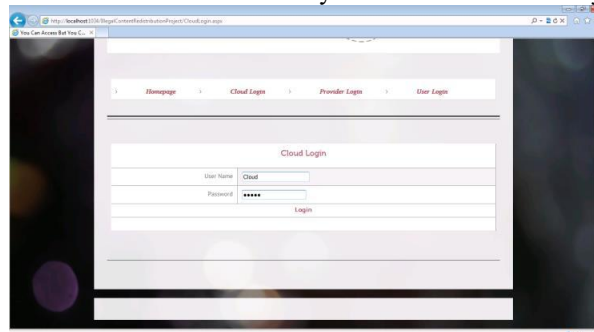 http://localhost:1036/IllegalContentRedistributionProject/CloudLogin.aspx
You Can Access But You C...
Homepage
Cloud Login
Provider Login
User Login
Cloud Login
User Name
Cloud
Password
•••••
Login